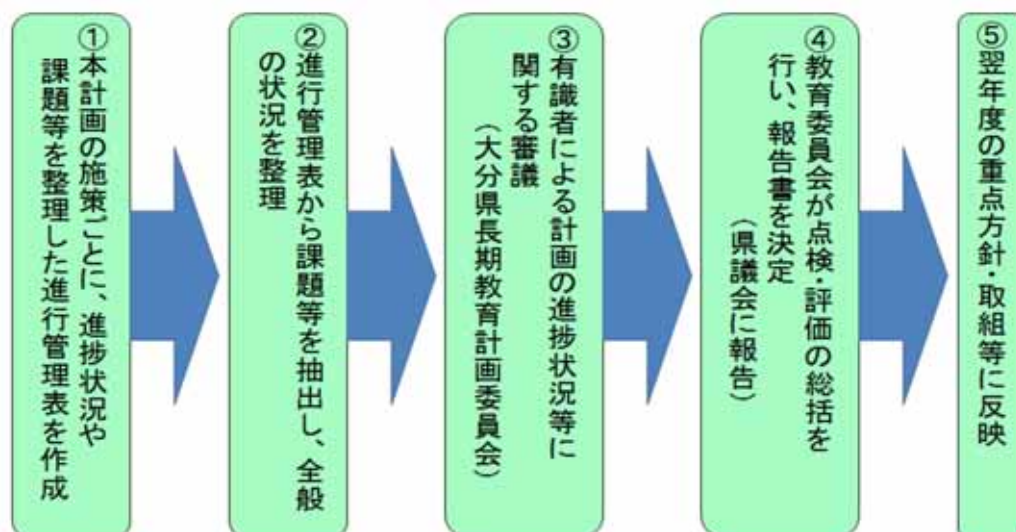 ①本計画の施策ごとに、進捗状況や
課題等を整理した進行管理表を作成
②進行管理表から課題等を抽出し、全般
の状況を整理
③有識者による計画の進捗状況等に
関する審議
（大分県長期教育計画委員会）
④教育委員会が点検・評価の総括を
行い、報告書を決定
（県議会に報告）
⑤翌年度の重点方針・取組等に反映